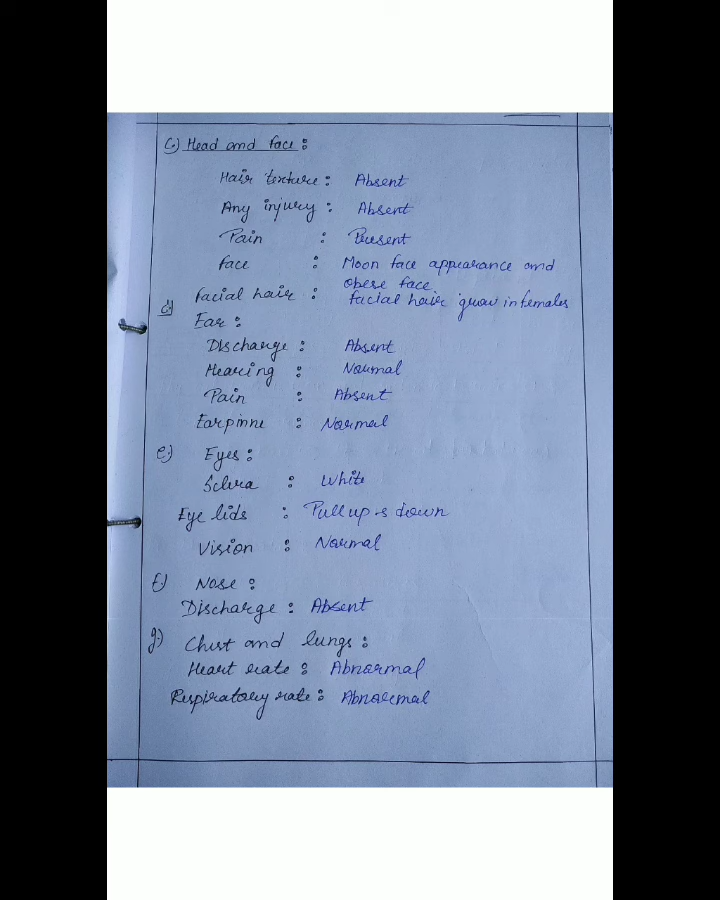 C.) Head and face :
Hair texture : Absent
Any injury : Absent
Pain : Present
face : Moon face appearance and
obese face.
facial hair : facial hair grow in females
d.)
Ear :
Discharge : Absent
Hearing : Normal
Pain : Absent
Earpinne : Normal
e.) Eyes :
Sclera : White
Eye lids : Pull up is down
Vision : Normal
f.) Nose :
Discharge : Absent
g.) Chest and lungs :
Heart rate : Abnormal
Respiratory rate : Abnormal